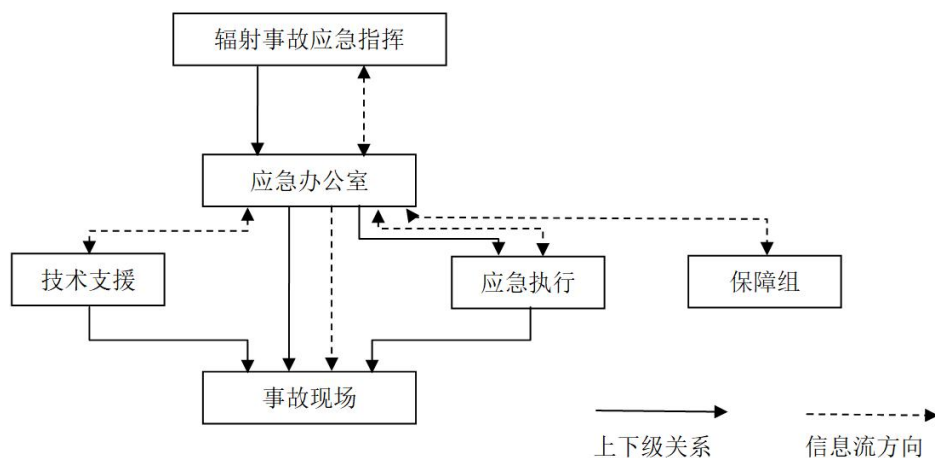 辐射事故应急指挥
应急办公室
技术支援
应急执行
保障组
事故现场
上下级关系
信息流方向